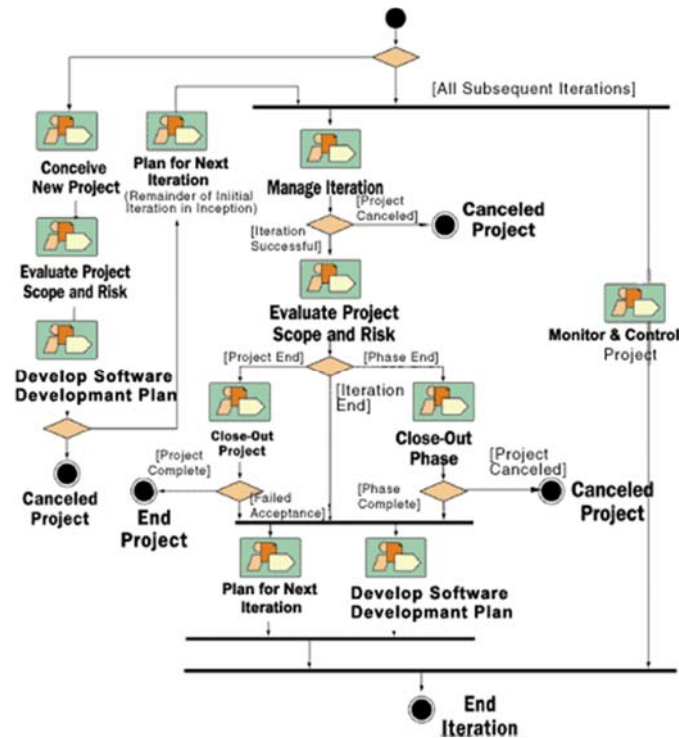 [All Subsequent Iterations]
Conceive
New Project
Plan for Next
Iteration
(Remainder of Iniitial
Iteration in Inception)
Manage Iteration
[Project
Canceled]
Canceled
Project
[Iteration
Successful]
Evaluate Project
Scope and Risk
Evaluate Project
Scope and Risk
Monitor & Control
Project
[Project End]
[Phase End]
Develop Software
Developmant Plan
[Iteration
End]
Close-Out
Project
Close-Out
Phase
[Project
Complete]
[Project
Canceled]
Canceled
Project
End
Project
[Failed
Acceptance]
[Phase
Complete]
Canceled
Project
Plan for Next
Iteration
Develop Software
Developmant Plan
End
Iteration